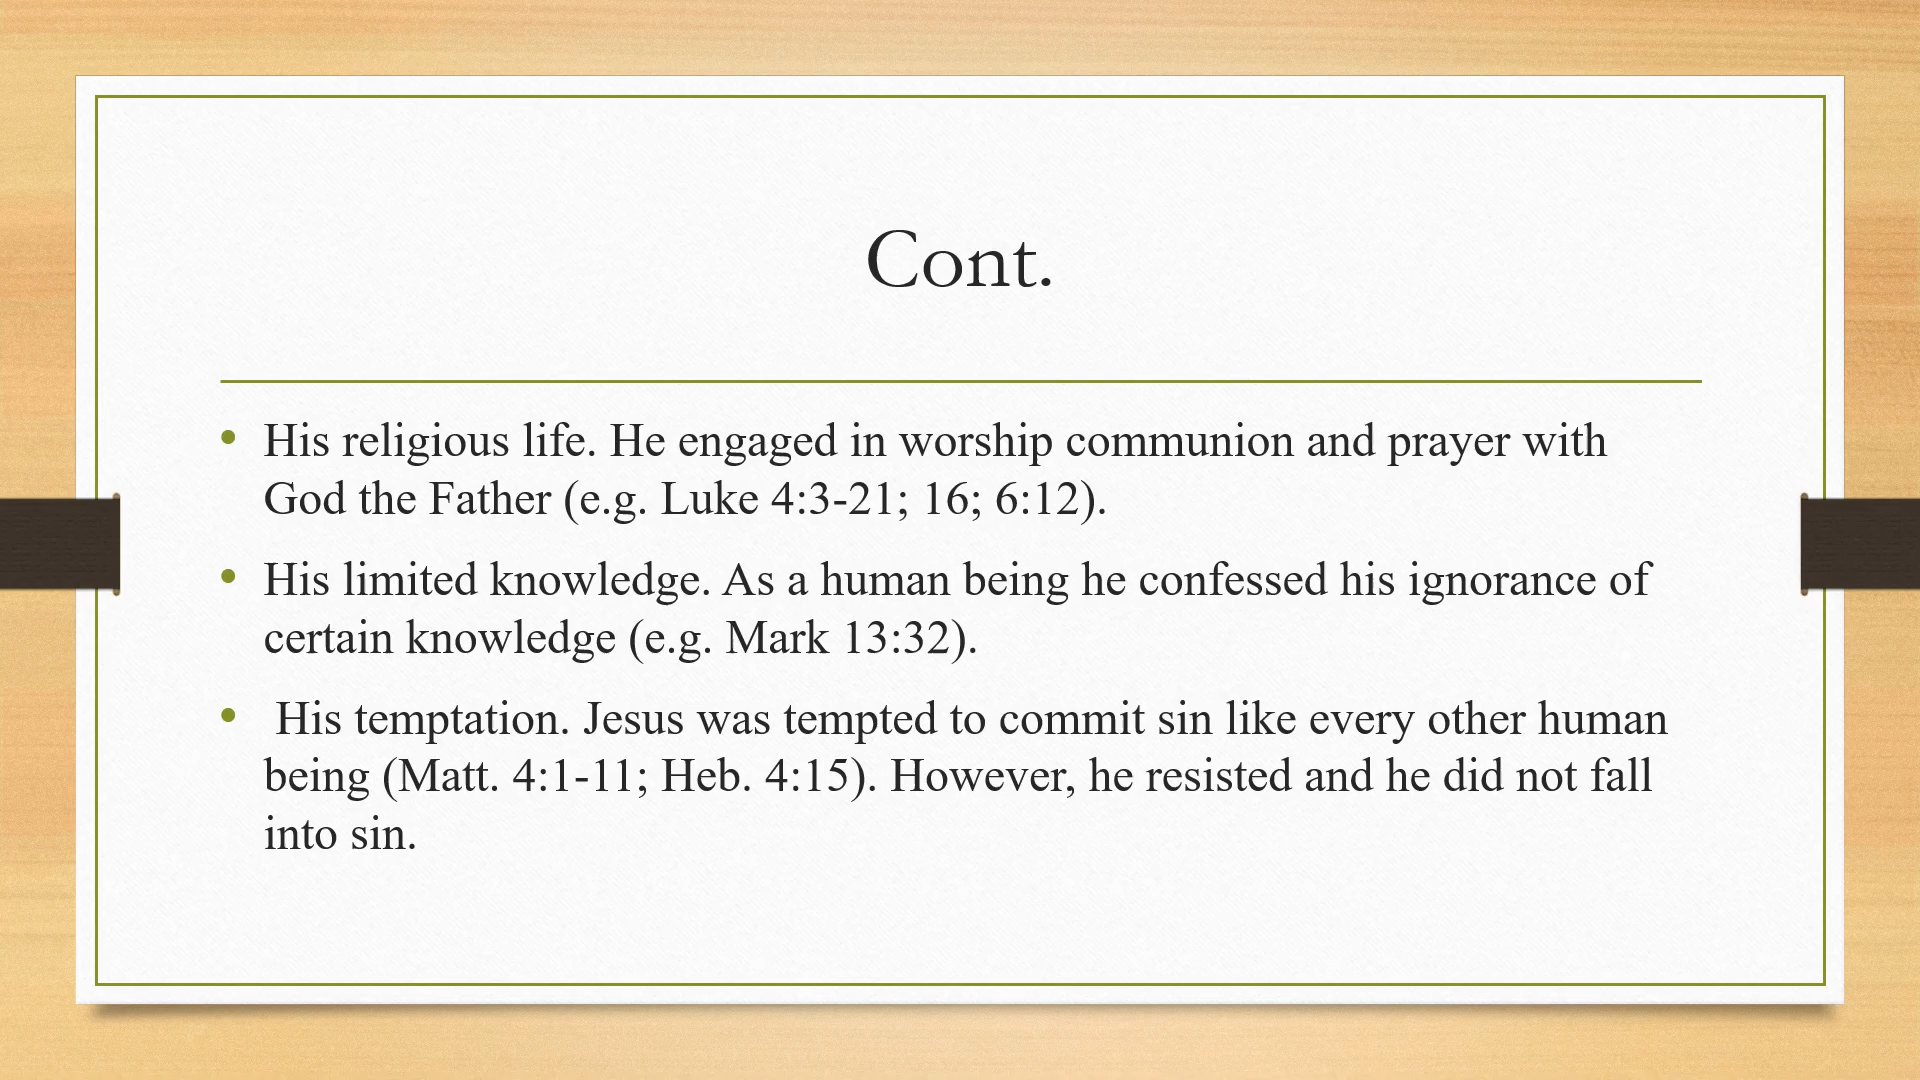 Cont.
• His religious life. He engaged in worship communion and prayer with
God the Father (e.g. Luke 4:3-21; 16; 6:12).
• His limited knowledge. As a human being he confessed his ignorance of
certain knowledge (e.g. Mark 13:32).
• His temptation. Jesus was tempted to commit sin like every other human
being (Matt. 4:1-11; Heb. 4:15). However, he resisted and he did not fall
into sin.